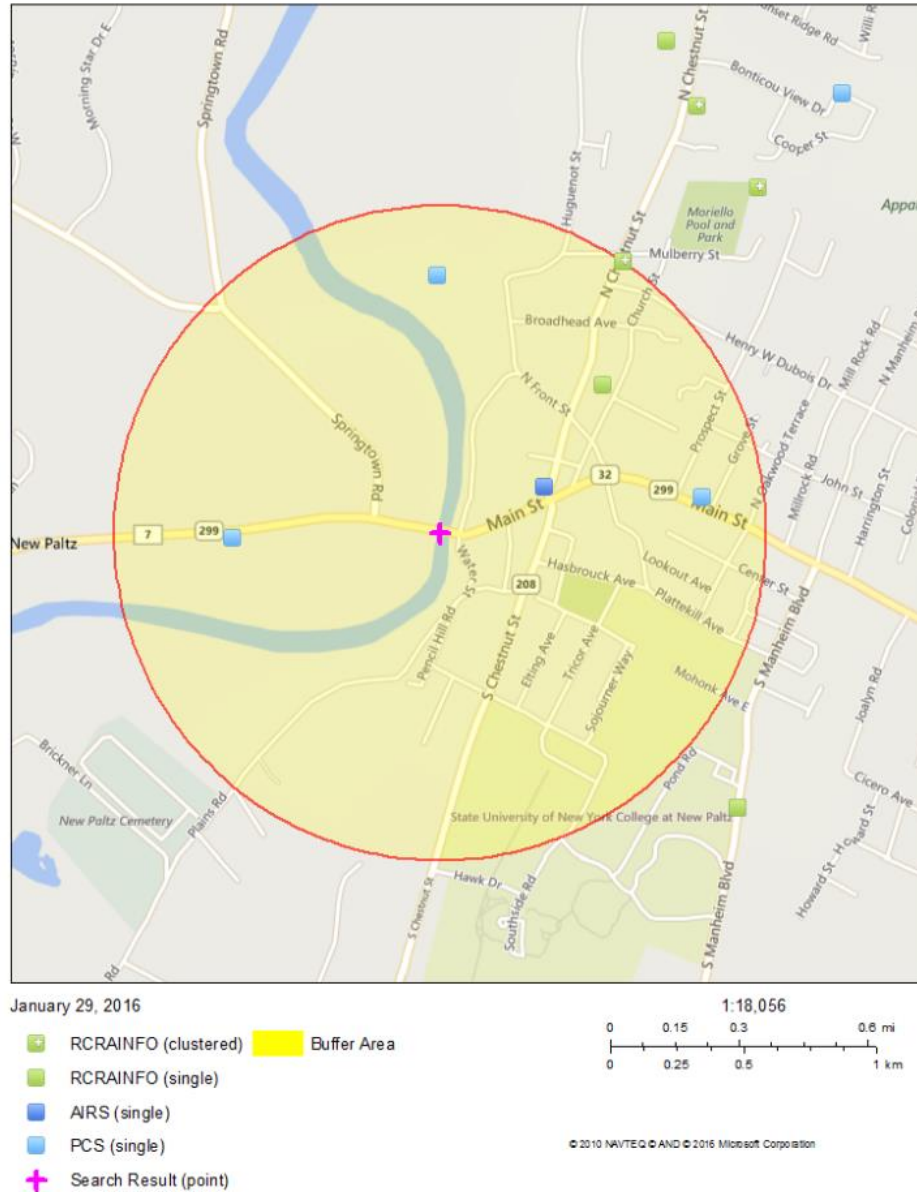 Morning Star Dr E
Springtown Rd
N Chestnut St
Sunset Ridge Rd
Bonticou View Dr
Cooper St
Huguenot St
Moriello
Pool and
Park
Mulberry St
N Chestnut St
Church St
Broadhead Ave
Henry W Dubois Dr
Mill Rock Rd
N Manheim
N Front St
Prospect St
Grove St
N Oakwood Terrace
Millrock Rd
John St
Harrington St
Springtown Rd
32
299
Main St
Main St
7
299
New Paltz
Water St
Hasbrouck Ave
Lookout Ave
Center St
208
Plattekill Ave
Pencil Hill Rd
S Chestnut St
Elting Ave
Tricor Ave
Sojourner Way
Mohonk Ave E
S Manheim Blvd
Joalyn Rd
Brickner Ln
Pond Rd
Cicero Ave
New Paltz Cemetery
Plains Rd
State University of New York College at New Paltz
Howard St
Howard St
Hawk Dr
Southside Rd
S Chestnut St
S Manheim Blvd
Rd
January 29, 2016
1:18,056
0 0.15 0.3 0.6 mi
0 0.25 0.5 1 km
RCRAINFO (clustered)
Buffer Area
RCRAINFO (single)
AIRS (single)
PCS (single)
© 2010 NAVTEQ © AND © 2016 Microsoft Corporation
Search Result (point)